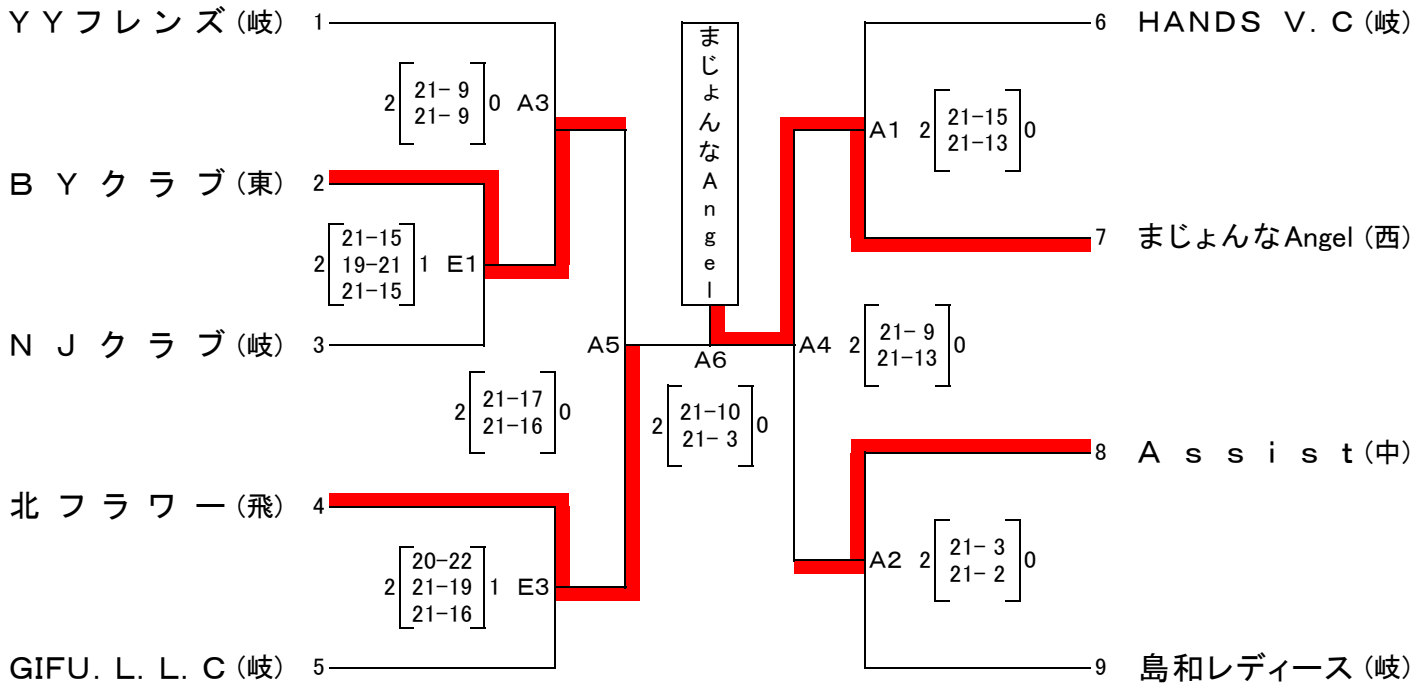 ＹＹフレンズ（岐） 1
2 21- 9 0 A3
21- 9
ＢＹクラブ（東） 2
21-15
2 19-21 1 E1
21-15
ＮＪクラブ（岐） 3
A5
2 21-17 0
21-16
北フラワー（飛） 4
20-22
2 21-19 1 E3
21-16
GIFU. L. L. C（岐） 5
まじょんなAngel
A6
2 21-10 0
21- 3
6 HANDS V. C（岐）
A1 2 21-15 0
21-13
7 まじょんなAngel（西）
A4 2 21- 9 0
21-13
8 Ａｓｓｉｓｔ（中）
A2 2 21- 3 0
21- 2
9 島和レディース（岐）